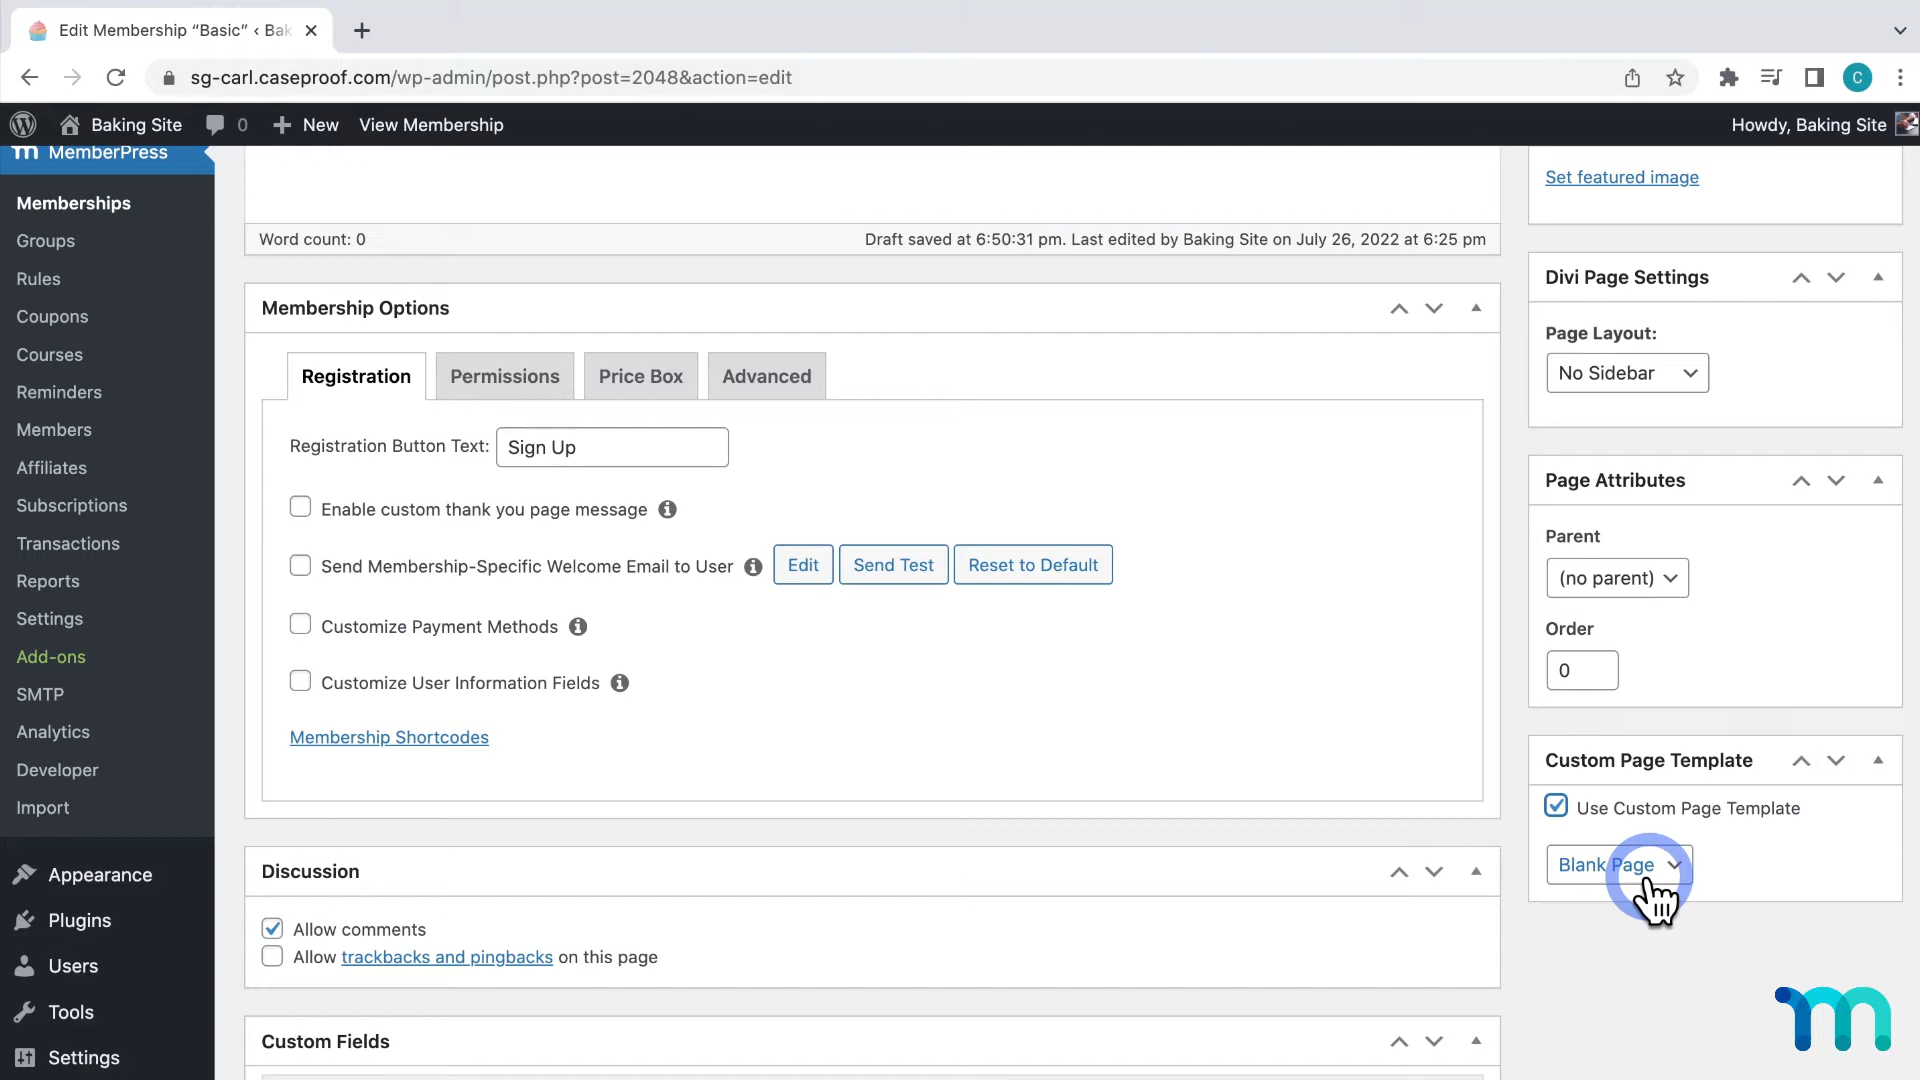 Edit Membership “Basic” ‹ Bak
sg-carl.caseproof.com/wp-admin/post.php?post=2048&action=edit
C
Baking Site
0
New
View Membership
Howdy, Baking Site
MemberPress
Memberships
Groups
Rules
Coupons
Courses
Reminders
Members
Affiliates
Subscriptions
Transactions
Reports
Settings
Add-ons
SMTP
Analytics
Developer
Import
Appearance
Plugins
Users
Tools
Settings
Word count: 0
Draft saved at 6:50:31 pm. Last edited by Baking Site on July 26, 2022 at 6:25 pm
Membership Options
Registration
Permissions
Price Box
Advanced
Registration Button Text: Sign Up
Enable custom thank you page message
Send Membership-Specific Welcome Email to User
Edit
Send Test
Reset to Default
Customize Payment Methods
Customize User Information Fields
Membership Shortcodes
Discussion
Allow comments
Allow trackbacks and pingbacks on this page
Custom Fields
Set featured image
Divi Page Settings
Page Layout:
No Sidebar
Page Attributes
Parent
(no parent)
Order
0
Custom Page Template
Use Custom Page Template
Blank Page